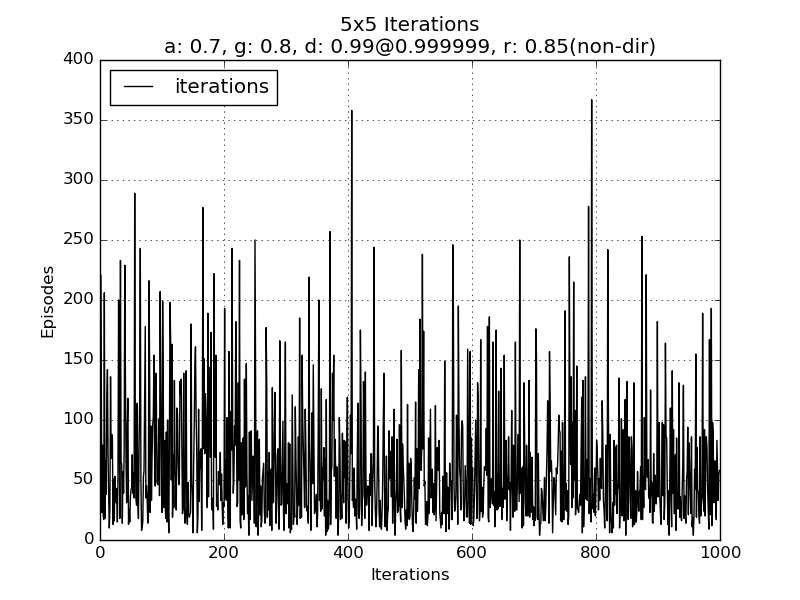 5x5 Iterations
a: 0.7, g: 0.8, d: 0.99@0.999999, r: 0.85(non-dir)
400
350
300
250
200
150
100
50
0
iterations
Episodes
0 200 400 600 800 1000
Iterations